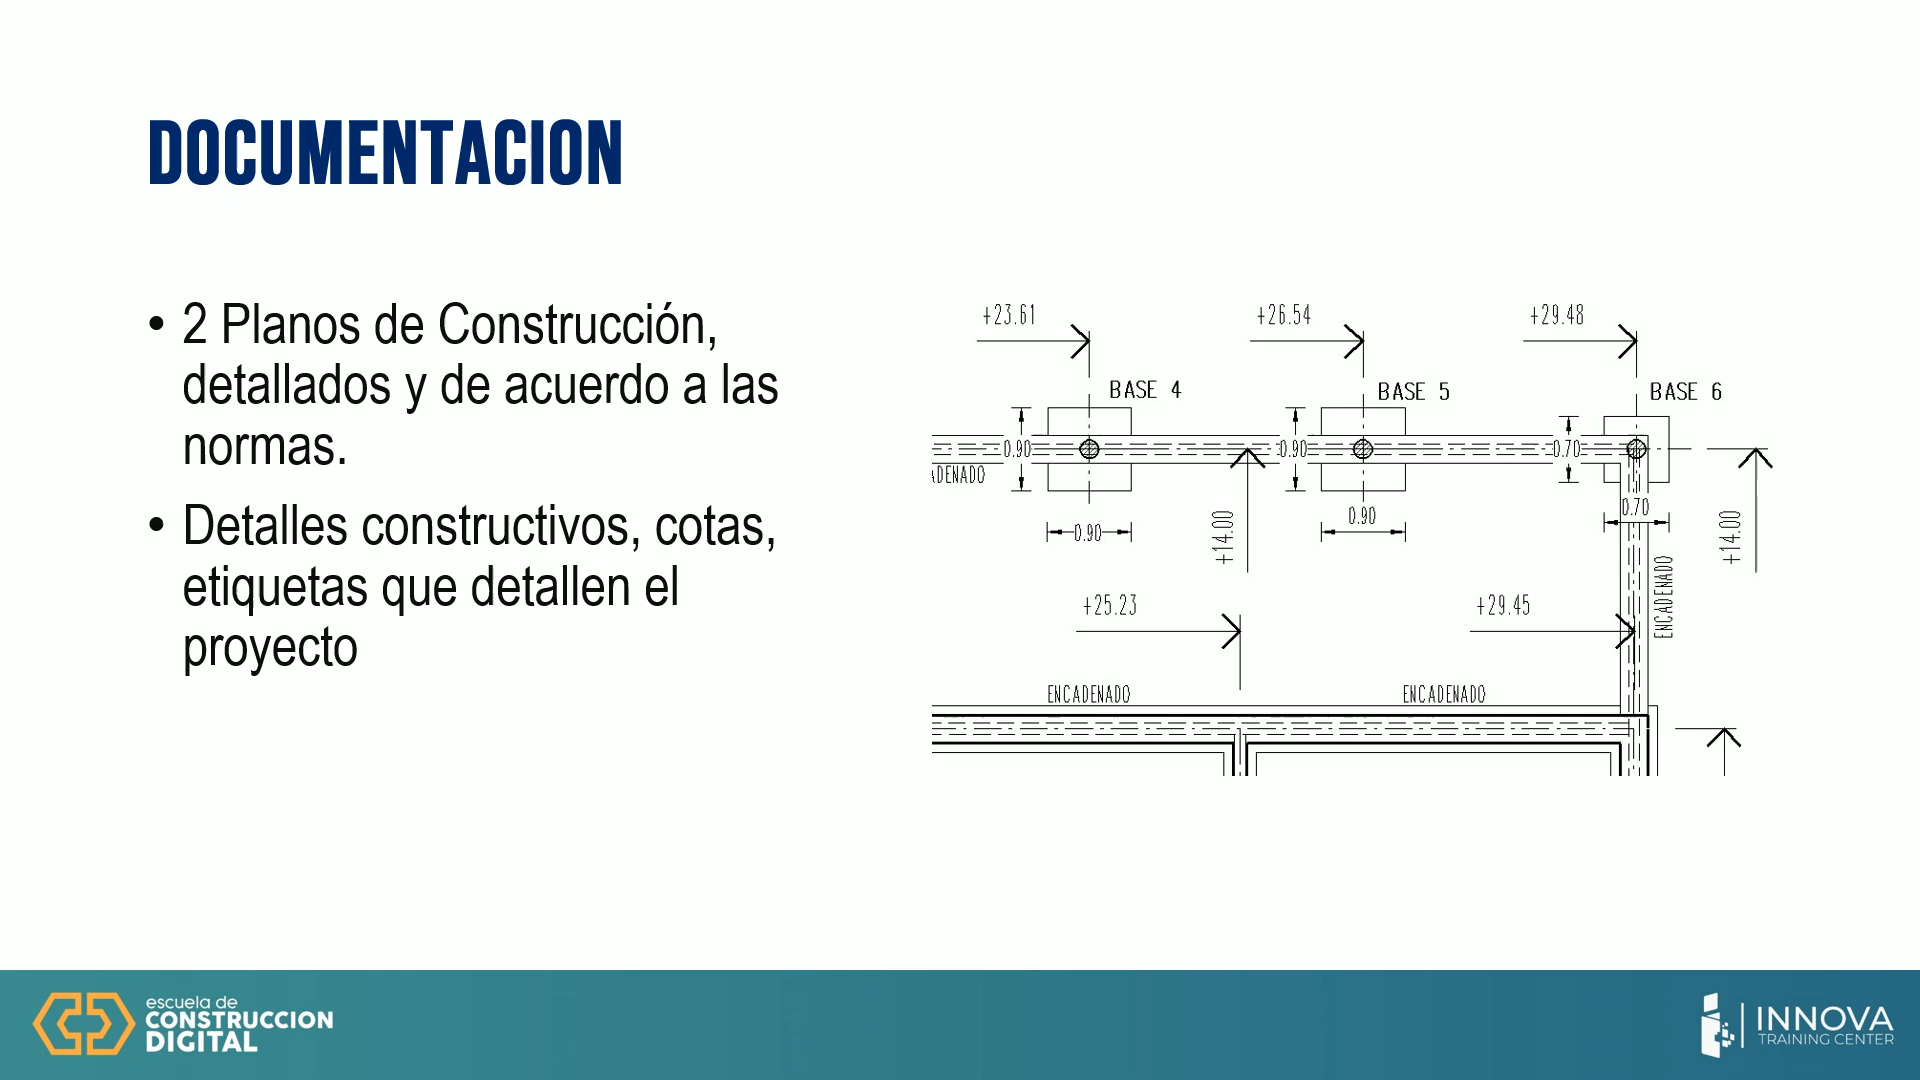 DOCUMENTACION
• 2 Planos de Construcción,
detallados y de acuerdo a las
normas.
• Detalles constructivos, cotas,
etiquetas que detallen el
proyecto
+23.61
+26.54
+29.48
BASE 4
BASE 5
BASE 6
0.90
0.90
0.70
ADENADO
0.90
0.90
0.70
+14.00
+14.00
ENCADENADO
+25.23
+29.45
ENCADENADO
ENCADENADO
escuela de
CONSTRUCCION
DIGITAL
INNOVA
TRAINING CENTER